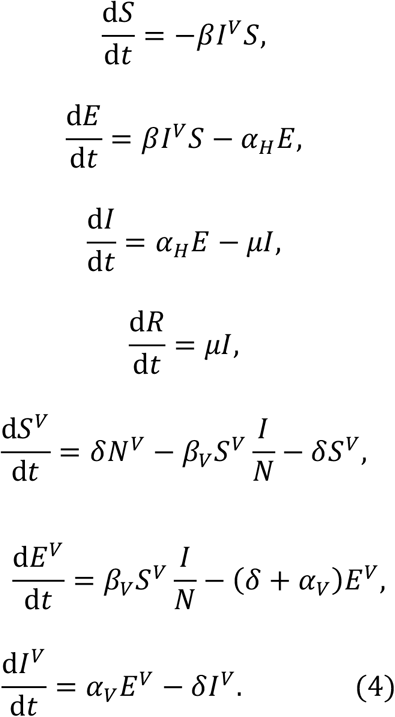 dS/dt = −βI^V S,
dE/dt = βI^V S − α_H E,
dI/dt = α_H E − μI,
dR/dt = μI,
dS^V/dt = δN^V − β_V S^V I/N − δS^V,
dE^V/dt = β_V S^V I/N − (δ + α_V)E^V,
dI^V/dt = α_V E^V − δI^V. (4)